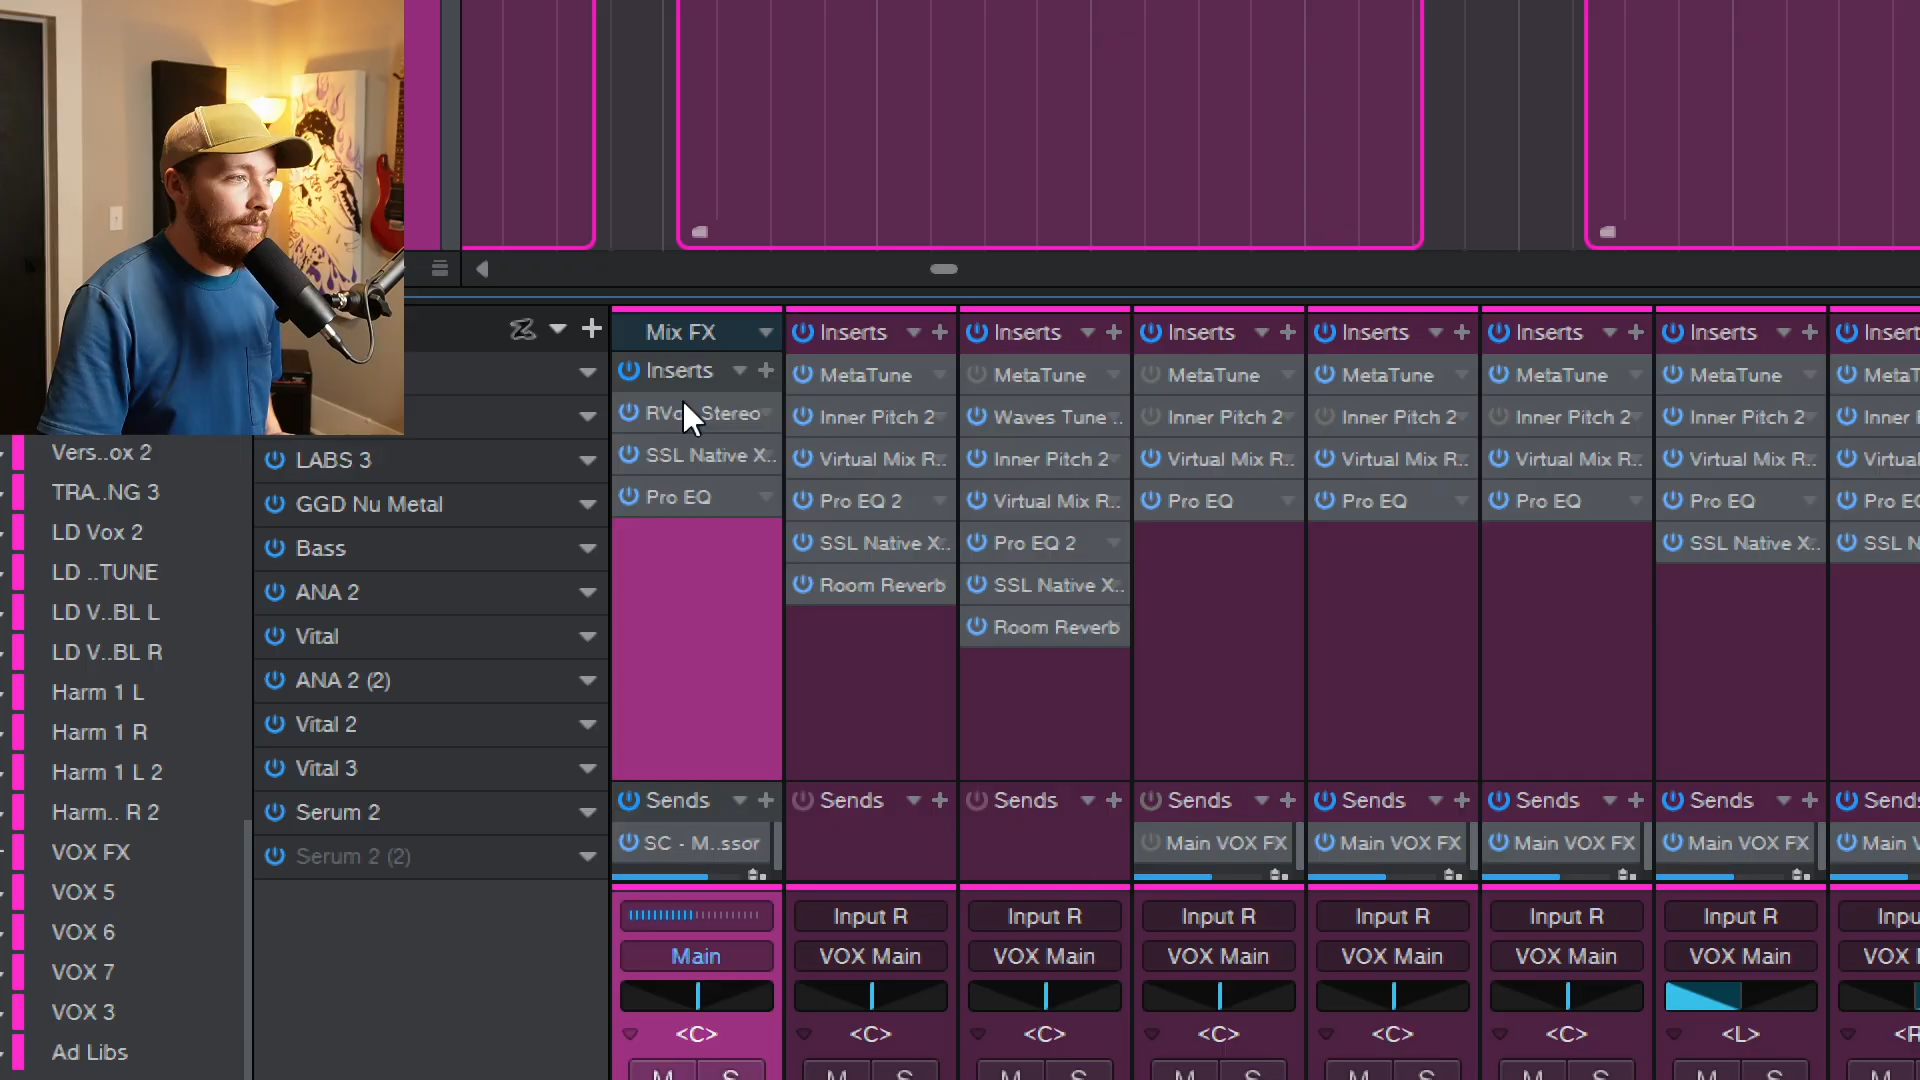 Vers..ox 2
TRA..NG 3
LD Vox 2
LD ..TUNE
LD V..BL L
LD V..BL R
Harm 1 L
Harm 1 R
Harm 1 L 2
Harm.. R 2
VOX FX
VOX 5
VOX 6
VOX 7
VOX 3
Ad Libs
LABS 3
GGD Nu Metal
Bass
ANA 2
Vital
ANA 2 (2)
Vital 2
Vital 3
Serum 2
Serum 2 (2)
Mix FX
Inserts
Stereo
SSL Native X..
Pro EQ
Sends
SC - M..ssor
Main
<C>
M S
Inserts
MetaTune
Inner Pitch 2
Virtual Mix R..
Pro EQ 2
SSL Native X..
Room Reverb
Sends
Input R
VOX Main
<C>
M S
Inserts
MetaTune
Waves Tune ..
Inner Pitch 2
Virtual Mix R..
Pro EQ 2
SSL Native X..
Room Reverb
Sends
Input R
VOX Main
<C>
M S
Inserts
MetaTune
Inner Pitch 2
Virtual Mix R..
Pro EQ
Sends
Main VOX FX
Input R
VOX Main
<C>
M S
Inserts
MetaTune
Inner Pitch 2
Virtual Mix R..
Pro EQ
Sends
Main VOX FX
Input R
VOX Main
<C>
M S
Inserts
MetaTune
Inner Pitch 2
Virtual Mix R..
Pro EQ
Sends
Main VOX FX
Input R
VOX Main
<C>
M S
Inserts
MetaTune
Inner Pitch 2
Virtual Mix R..
Pro EQ
SSL Native X..
Sends
Main VOX FX
Input R
VOX Main
<L>
M S
Insert
MetaT
Inner
Virtual
Pro EQ
SSL N
Sends
Main
Inpu
VOX
<R
M